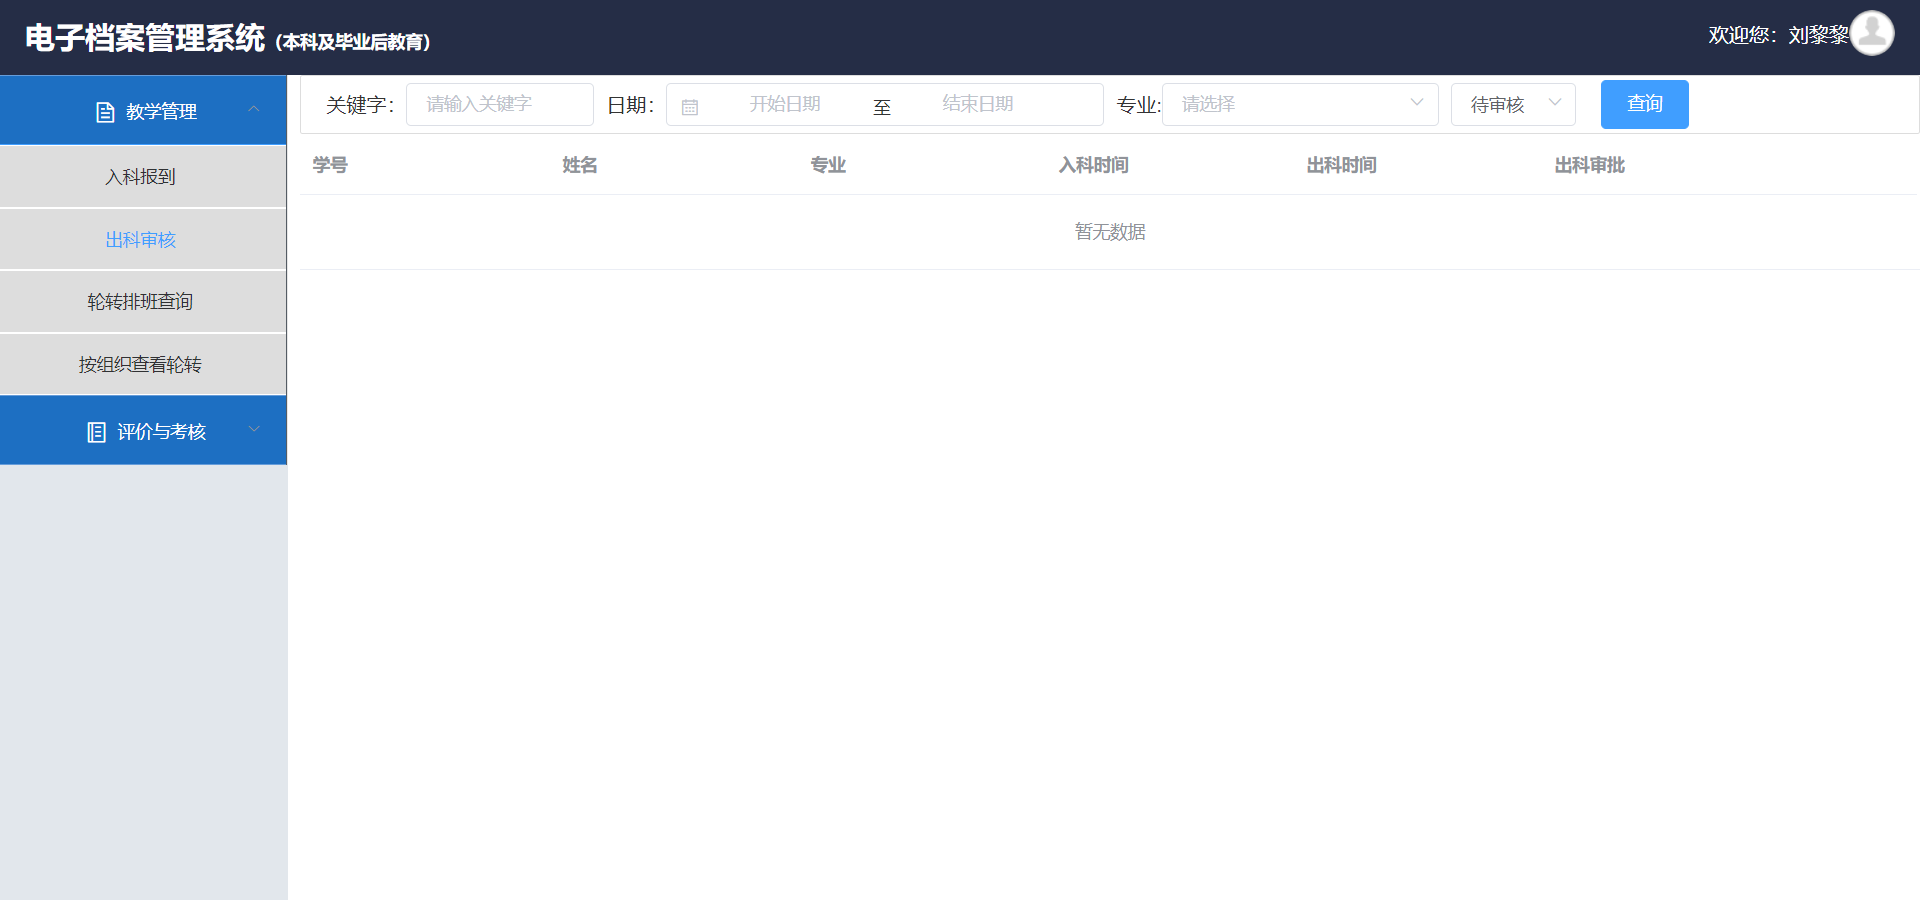 电子档案管理系统（本科及毕业后教育）
欢迎您：刘黎黎
教学管理
入科报到
出科审核
轮转排班查询
按组织查看轮转
评价与考核
关键字： 请输入关键字 日期： 开始日期 至 结束日期 专业: 请选择 待审核 查询
学号 姓名 专业 入科时间 出科时间 出科审批
暂无数据